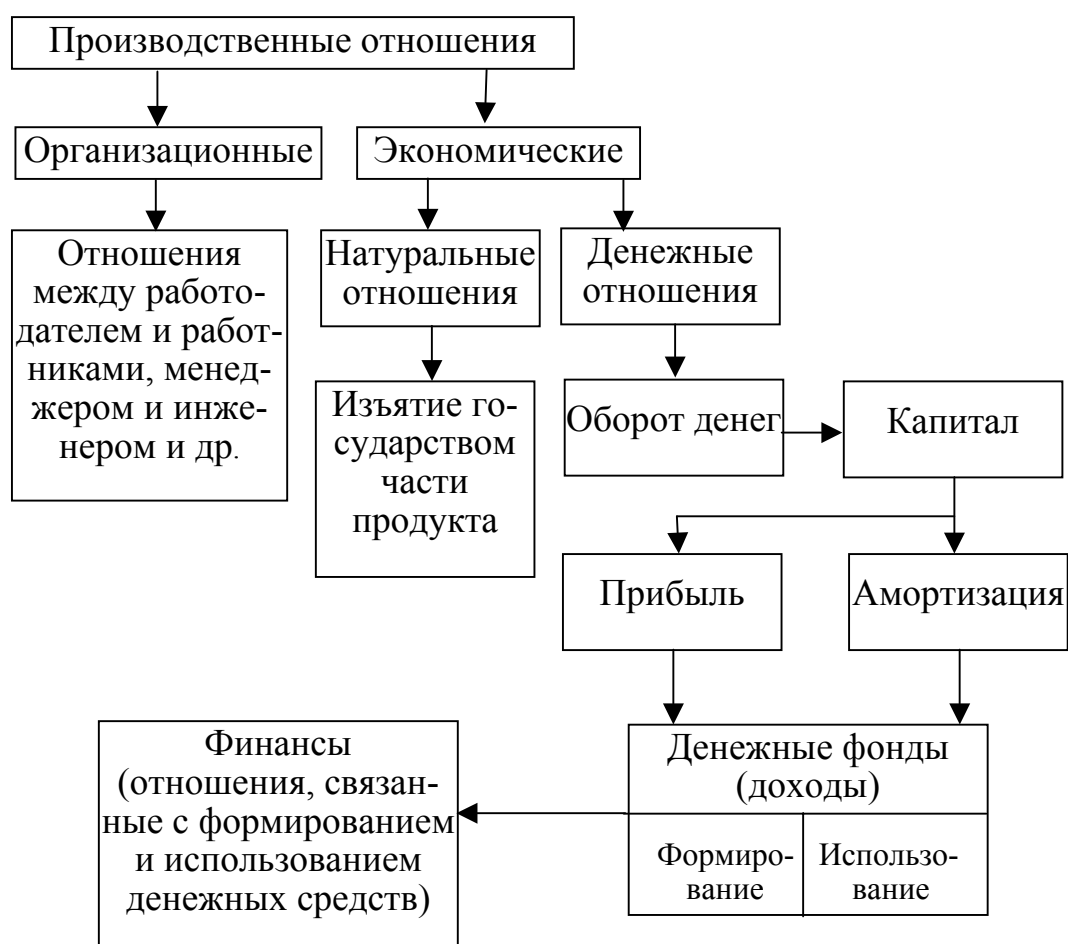 Производственные отношения
Организационные
Экономические
Отношения
между работо-
дателем и работ-
никами, менед-
жером и инже-
нером и др.
Натуральные
отношения
Денежные
отношения
Изъятие го-
сударством
части
продукта
Оборот денег
Капитал
Прибыль
Амортизация
Финансы
(отношения, связан-
ные с формированием
и использованием
денежных средств)
Денежные фонды
(доходы)
Формиро-
вание
Использо-
вание